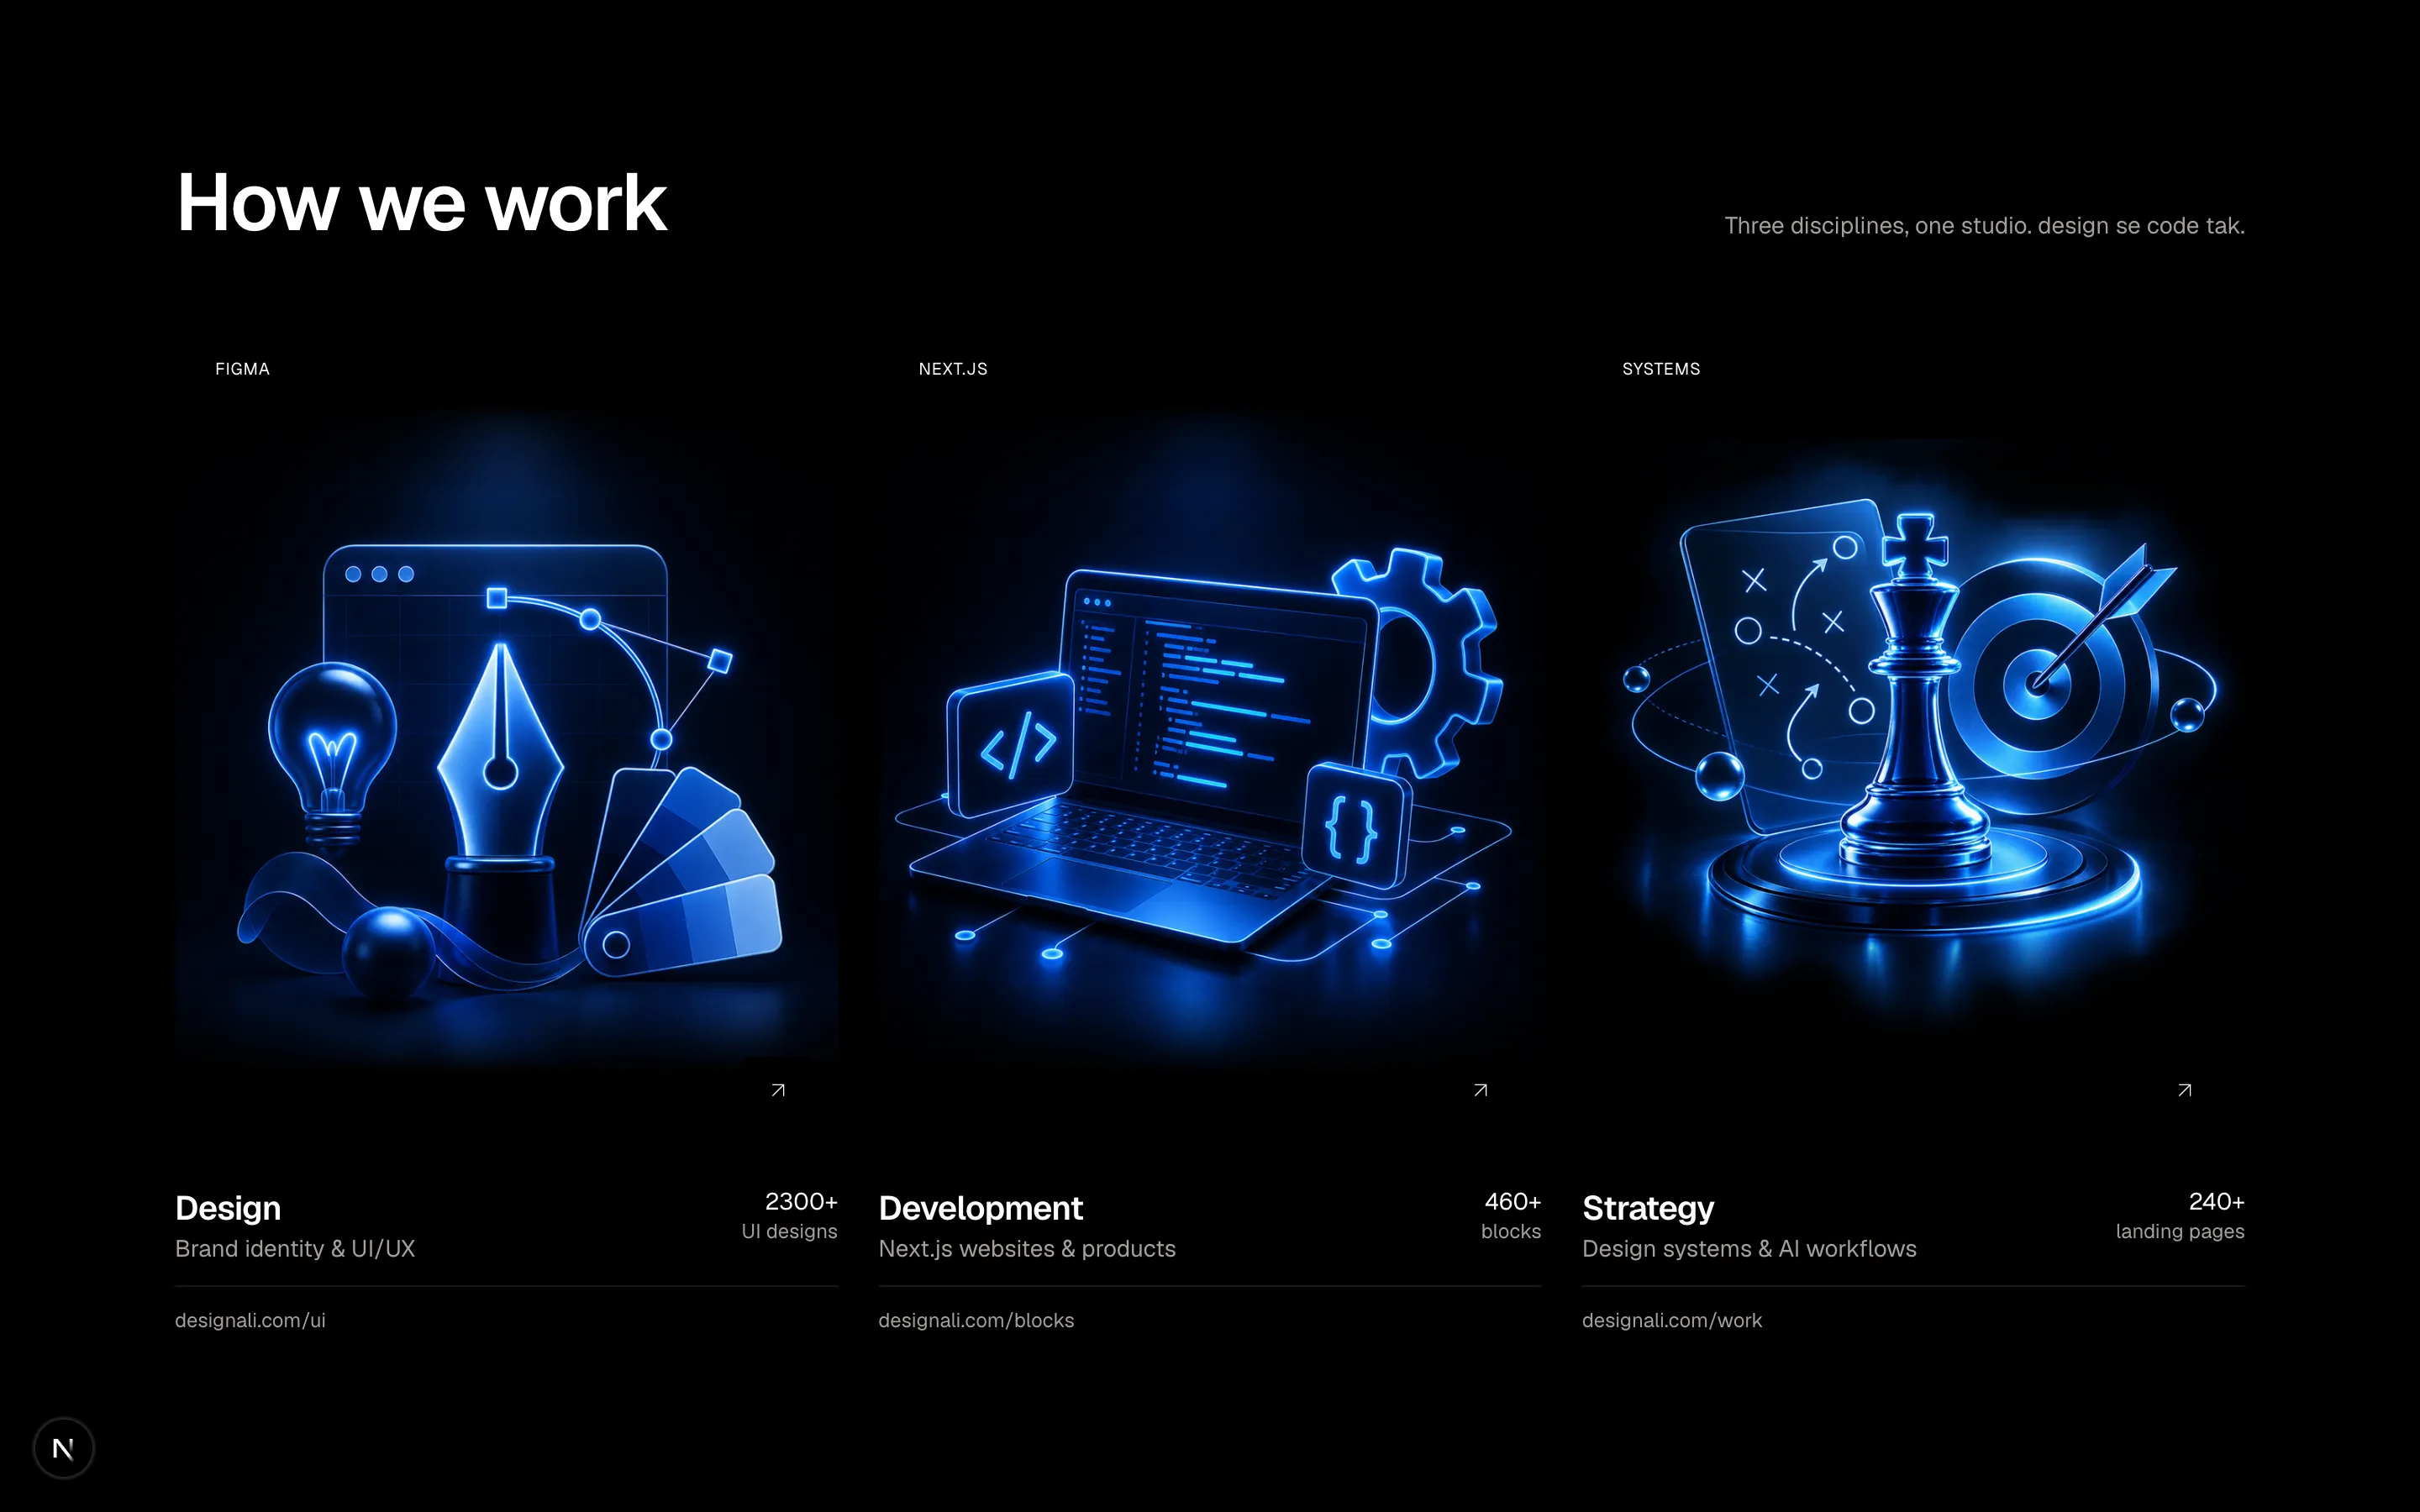 How we work
Three disciplines, one studio. design se code tak.
FIGMA
NEXT.JS
SYSTEMS
</>
{}
Design
Brand identity & UI/UX
2300+
UI designs
designali.com/ui
Development
Next.js websites & products
460+
blocks
designali.com/blocks
Strategy
Design systems & AI workflows
240+
landing pages
designali.com/work
N